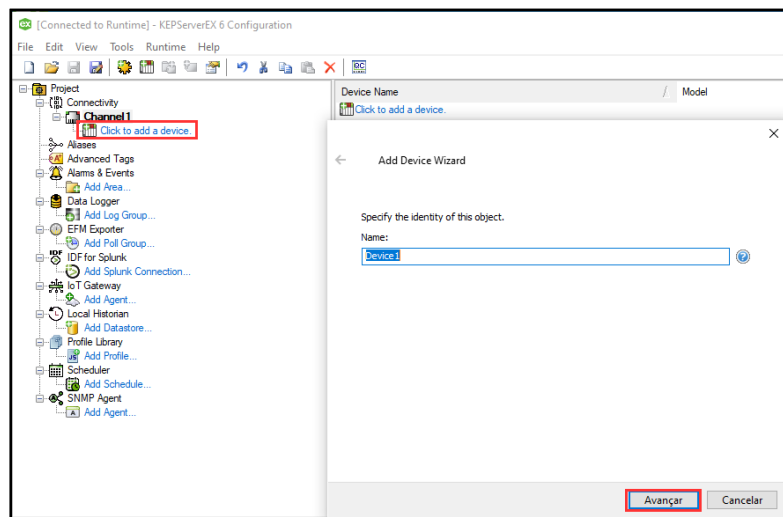 [Connected to Runtime] - KEPServerEX 6 Configuration
File Edit View Tools Runtime Help
Project
Connectivity
Channel1
Click to add a device.
Aliases
Advanced Tags
Alarms & Events
Add Area...
Data Logger
Add Log Group...
EFM Exporter
Add Poll Group...
IDF for Splunk
Add Splunk Connection...
IoT Gateway
Add Agent...
Local Historian
Add Datastore...
Profile Library
Add Profile...
Scheduler
Add Schedule...
SNMP Agent
Add Agent...
Device Name / Model
Click to add a device.
Add Device Wizard
Specify the identity of this object.
Name:
Device1
Avançar Cancelar